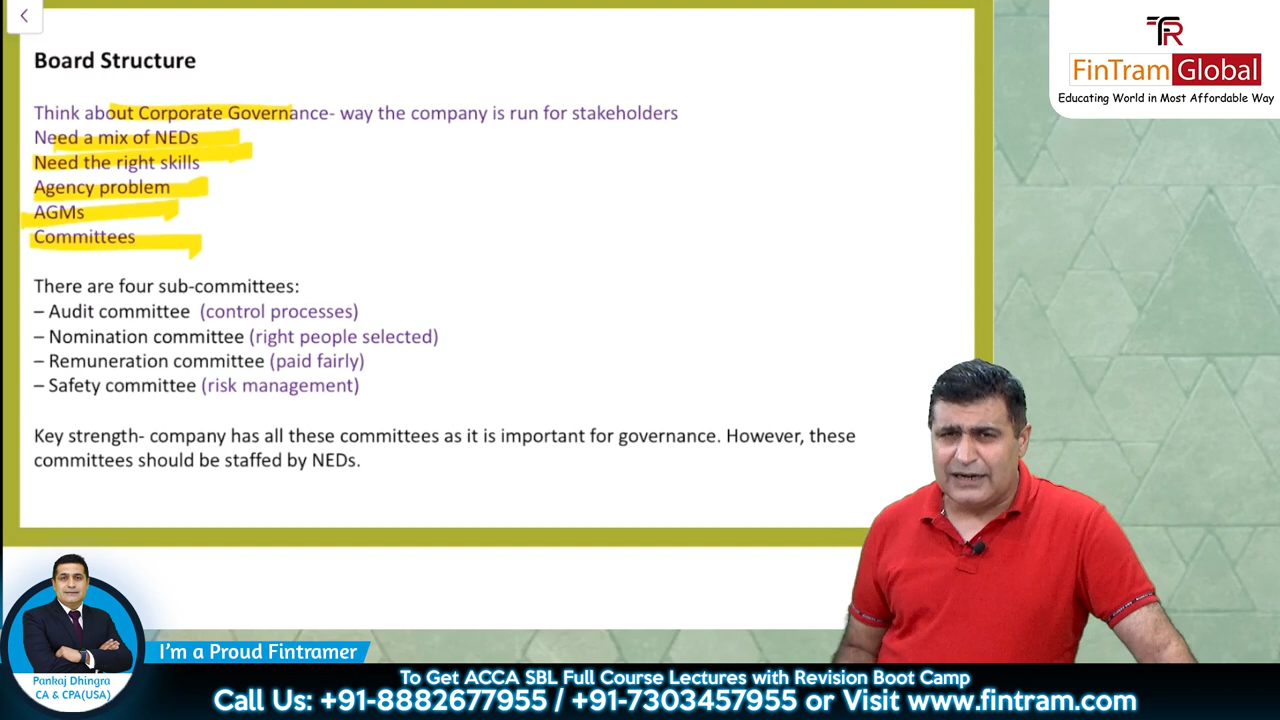 Board Structure
Think about Corporate Governance- way the company is run for stakeholders
Need a mix of NEDs
Need the right skills
Agency problem
AGMs
Committees
There are four sub-committees:
– Audit committee (control processes)
– Nomination committee (right people selected)
– Remuneration committee (paid fairly)
– Safety committee (risk management)
Key strength- company has all these committees as it is important for governance. However, these
committees should be staffed by NEDs.
FinTram Global
Educating World in Most Affordable Way
I'm a Proud Fintramer
Pankaj Dhingra
CA & CPA(USA)
To Get ACCA SBL Full Course Lectures with Revision Boot Camp
Call Us: +91-8882677955 / +91-7303457955 or Visit www.fintram.com